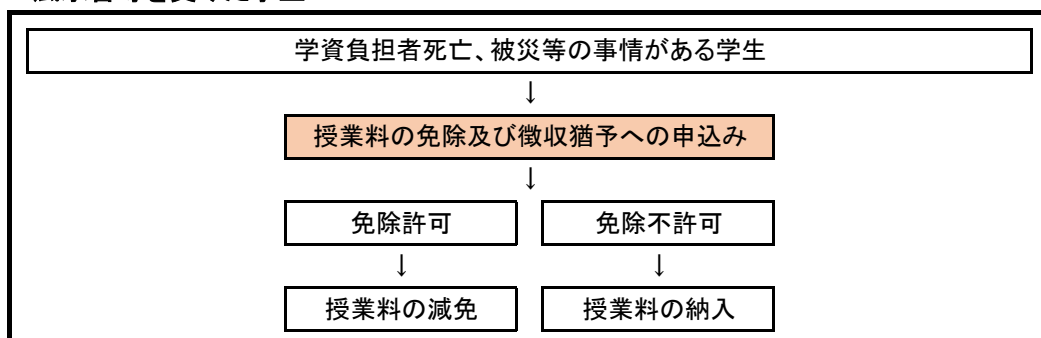 学資負担者死亡、被災等の事情がある学生
↓
授業料の免除及び徴収猶予への申込み
↓
免除許可 免除不許可
↓ ↓
授業料の減免 授業料の納入